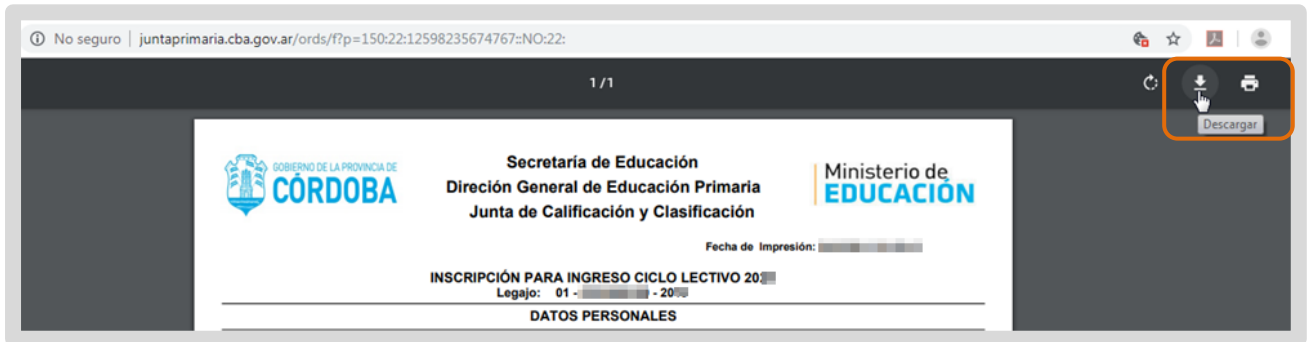 No seguro | juntaprimaria.cba.gov.ar/ords/f?p=150:22:12598235674767::NO:22:
1 / 1
Descargar
GOBIERNO DE LA PROVINCIA DE
CÓRDOBA
Secretaría de Educación
Direción General de Educación Primaria
Junta de Calificación y Clasificación
Ministerio de
EDUCACIÓN
Fecha de Impresión:
INSCRIPCIÓN PARA INGRESO CICLO LECTIVO 20
Legajo: 01 - - 20
DATOS PERSONALES